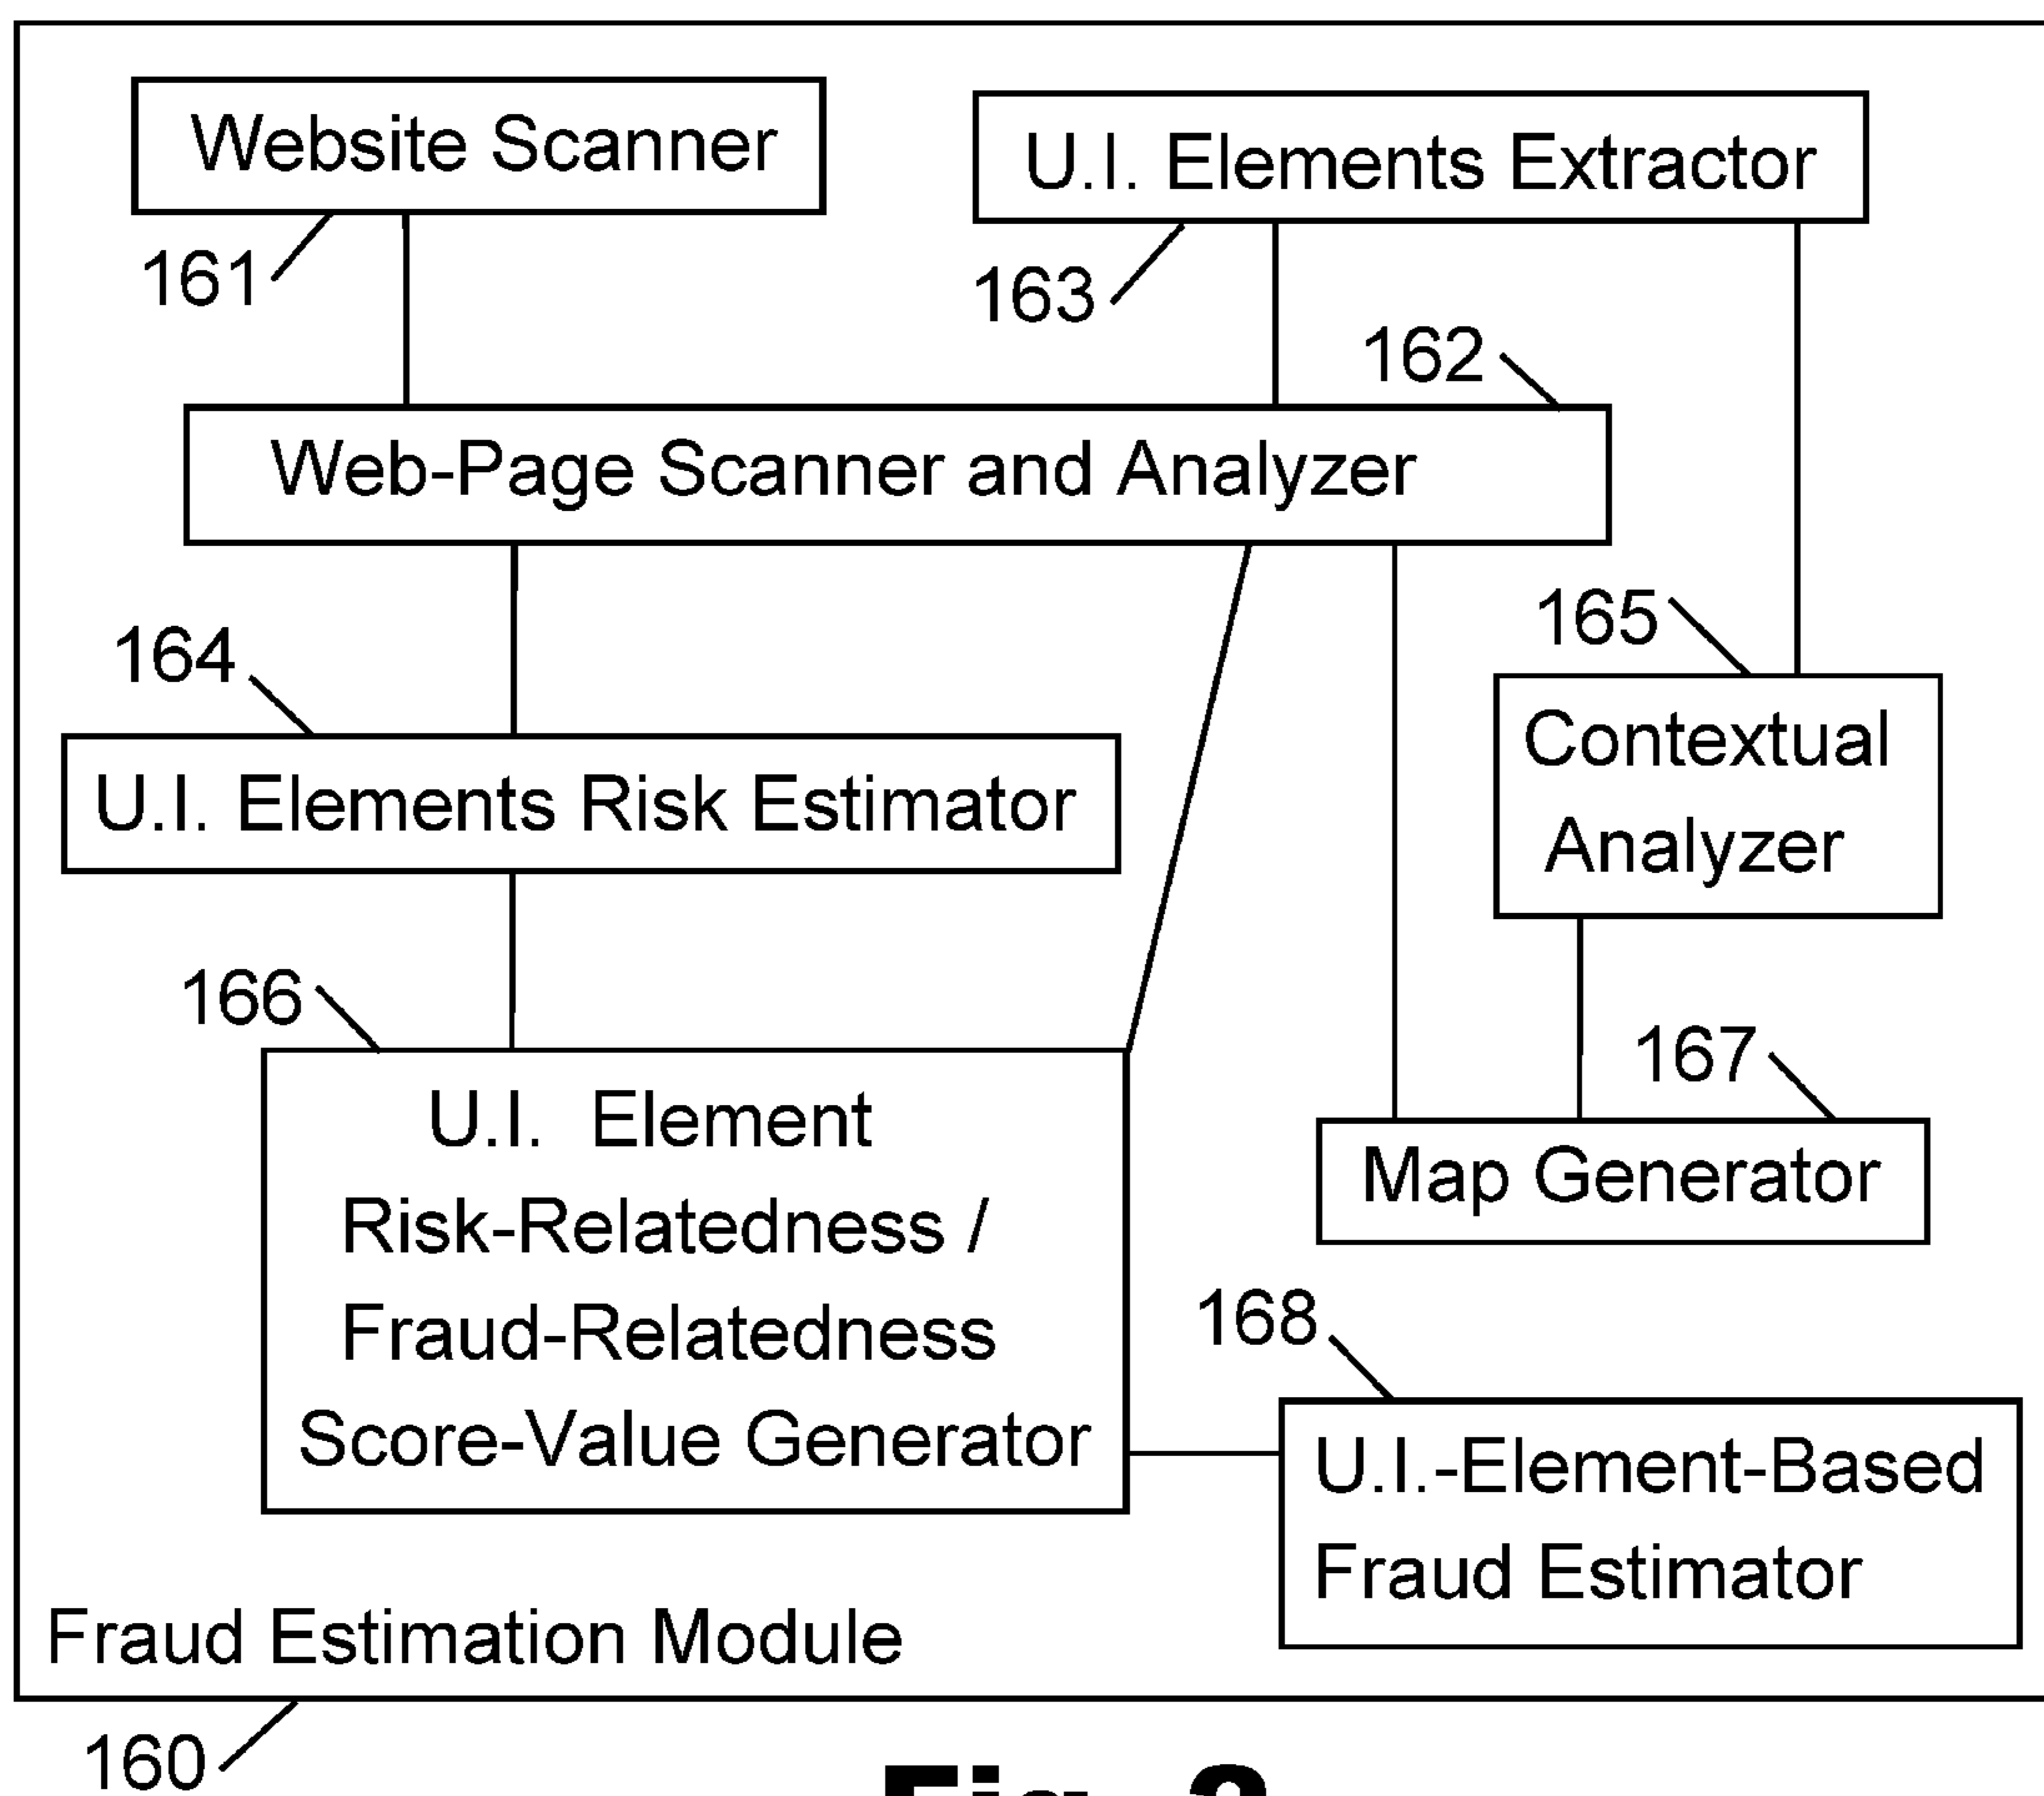 Website Scanner
U.I. Elements Extractor
161
163
162
Web-Page Scanner and Analyzer
165
164
Contextual
Analyzer
U.I. Elements Risk Estimator
166
167
U.I. Element
Risk-Relatedness /
Fraud-Relatedness
Score-Value Generator
Map Generator
168
U.I.-Element-Based
Fraud Estimator
Fraud Estimation Module
160